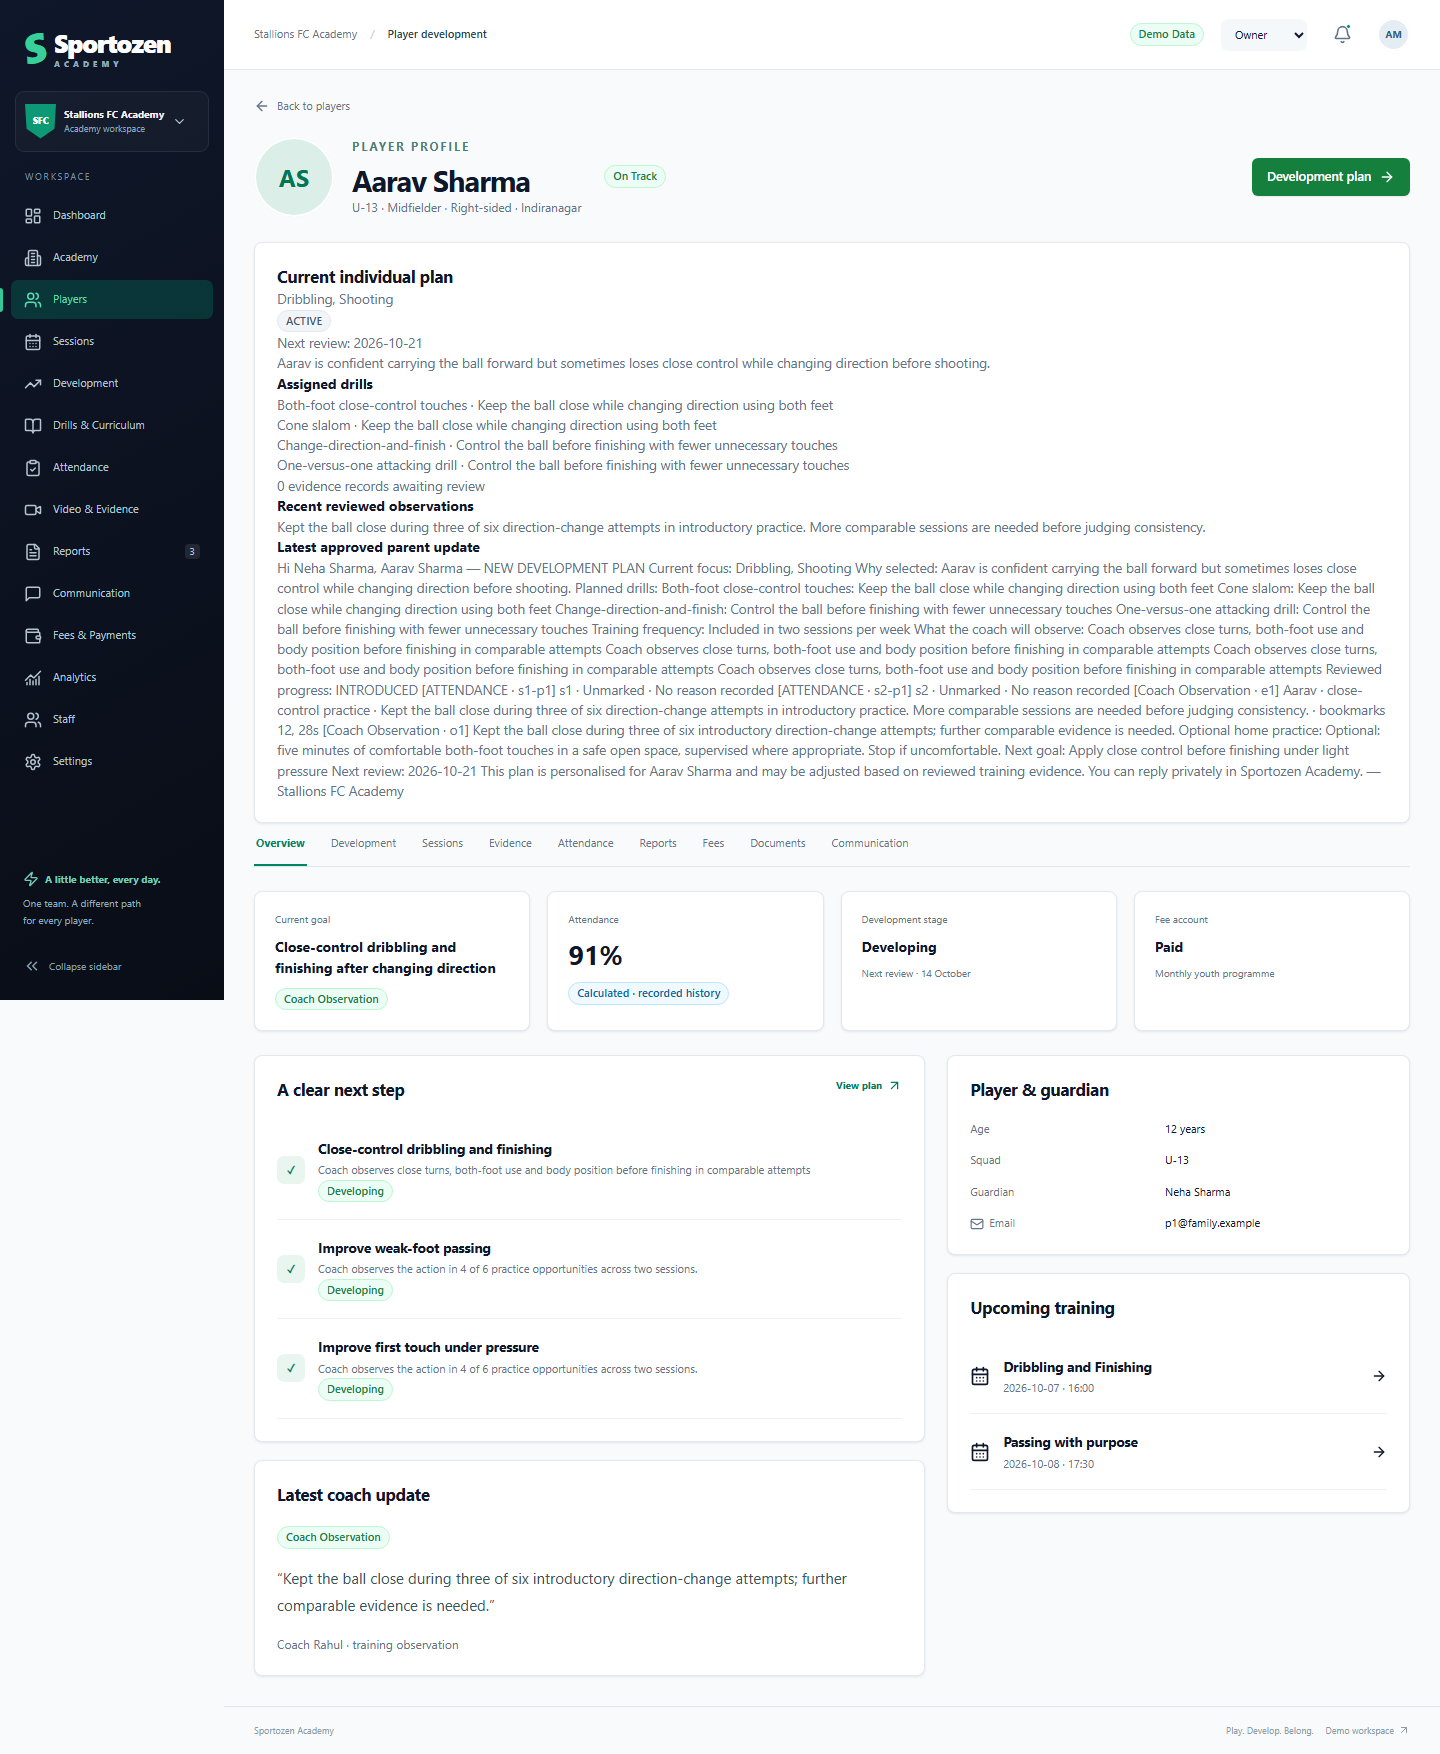 Sportozen
ACADEMY
SFC
Stallions FC Academy
Academy workspace
WORKSPACE
Dashboard
Academy
Players
Sessions
Development
Drills & Curriculum
Attendance
Video & Evidence
Reports
3
Communication
Fees & Payments
Analytics
Staff
Settings
A little better, every day.
One team. A different path
for every player.
Collapse sidebar
Stallions FC Academy / Player development
Demo Data
Owner
AM
Back to players
AS
PLAYER PROFILE
Aarav Sharma
On Track
U-13 · Midfielder · Right-sided · Indiranagar
Development plan
Current individual plan
Dribbling, Shooting
ACTIVE
Next review: 2026-10-21
Aarav is confident carrying the ball forward but sometimes loses close control while changing direction before shooting.
Assigned drills
Both-foot close-control touches · Keep the ball close while changing direction using both feet
Cone slalom · Keep the ball close while changing direction using both feet
Change-direction-and-finish · Control the ball before finishing with fewer unnecessary touches
One-versus-one attacking drill · Control the ball before finishing with fewer unnecessary touches
0 evidence records awaiting review
Recent reviewed observations
Kept the ball close during three of six direction-change attempts in introductory practice. More comparable sessions are needed before judging consistency.
Latest approved parent update
Hi Neha Sharma, Aarav Sharma — NEW DEVELOPMENT PLAN Current focus: Dribbling, Shooting Why selected: Aarav is confident carrying the ball forward but sometimes loses close
control while changing direction before shooting. Planned drills: Both-foot close-control touches: Keep the ball close while changing direction using both feet Cone slalom: Keep the ball
close while changing direction using both feet Change-direction-and-finish: Control the ball before finishing with fewer unnecessary touches One-versus-one attacking drill: Control the
ball before finishing with fewer unnecessary touches Training frequency: Included in two sessions per week What the coach will observe: Coach observes close turns, both-foot use and
body position before finishing in comparable attempts Coach observes close turns, both-foot use and body position before finishing in comparable attempts Coach observes close turns,
both-foot use and body position before finishing in comparable attempts Coach observes close turns, both-foot use and body position before finishing in comparable attempts Reviewed
progress: INTRODUCED [ATTENDANCE · s1-p1] s1 · Unmarked · No reason recorded [ATTENDANCE · s2-p1] s2 · Unmarked · No reason recorded [Coach Observation · e1] Aarav · close-
control practice · Kept the ball close during three of six direction-change attempts in introductory practice. More comparable sessions are needed before judging consistency. · bookmarks
12, 28s [Coach Observation · o1] Kept the ball close during three of six introductory direction-change attempts; further comparable evidence is needed. Optional home practice: Optional:
five minutes of comfortable both-foot touches in a safe open space, supervised where appropriate. Stop if uncomfortable. Next goal: Apply close control before finishing under light
pressure Next review: 2026-10-21 This plan is personalised for Aarav Sharma and may be adjusted based on reviewed training evidence. You can reply privately in Sportozen Academy. —
Stallions FC Academy
Overview Development Sessions Evidence Attendance Reports Fees Documents Communication
Current goal
Close-control dribbling and
finishing after changing direction
Coach Observation
Attendance
91%
Calculated · recorded history
Development stage
Developing
Next review · 14 October
Fee account
Paid
Monthly youth programme
A clear next step
View plan
Close-control dribbling and finishing
Coach observes close turns, both-foot use and body position before finishing in comparable attempts
Developing
Improve weak-foot passing
Coach observes the action in 4 of 6 practice opportunities across two sessions.
Developing
Improve first touch under pressure
Coach observes the action in 4 of 6 practice opportunities across two sessions.
Developing
Latest coach update
Coach Observation
“Kept the ball close during three of six introductory direction-change attempts; further
comparable evidence is needed.”
Coach Rahul · training observation
Player & guardian
Age 12 years
Squad U-13
Guardian Neha Sharma
Email p1@family.example
Upcoming training
Dribbling and Finishing
2026-10-07 · 16:00
Passing with purpose
2026-10-08 · 17:30
Sportozen Academy
Play. Develop. Belong. Demo workspace